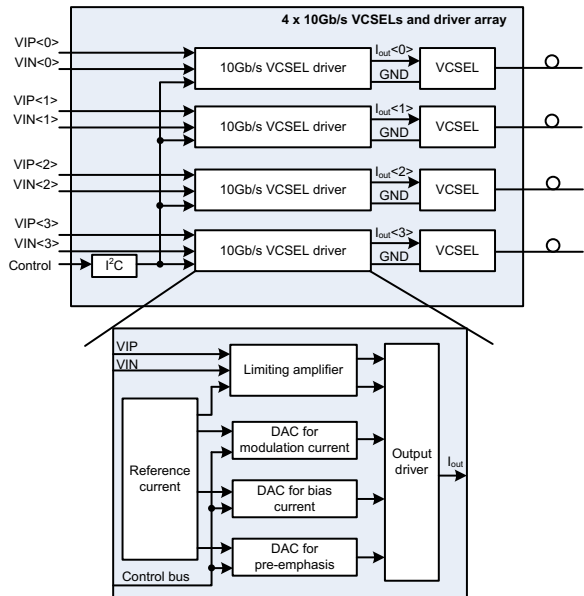 4 x 10Gb/s VCSELs and driver array
VIP<0>
VIN<0>
10Gb/s VCSEL driver
Iout<0>
GND
VCSEL
VIP<1>
VIN<1>
10Gb/s VCSEL driver
Iout<1>
GND
VCSEL
VIP<2>
VIN<2>
10Gb/s VCSEL driver
Iout<2>
GND
VCSEL
VIP<3>
VIN<3>
10Gb/s VCSEL driver
Iout<3>
GND
VCSEL
Control
I²C
VIP
VIN
Limiting amplifier
Reference
current
DAC for
modulation current
DAC for bias
current
DAC for
pre-emphasis
Output
driver
Iout
Control bus